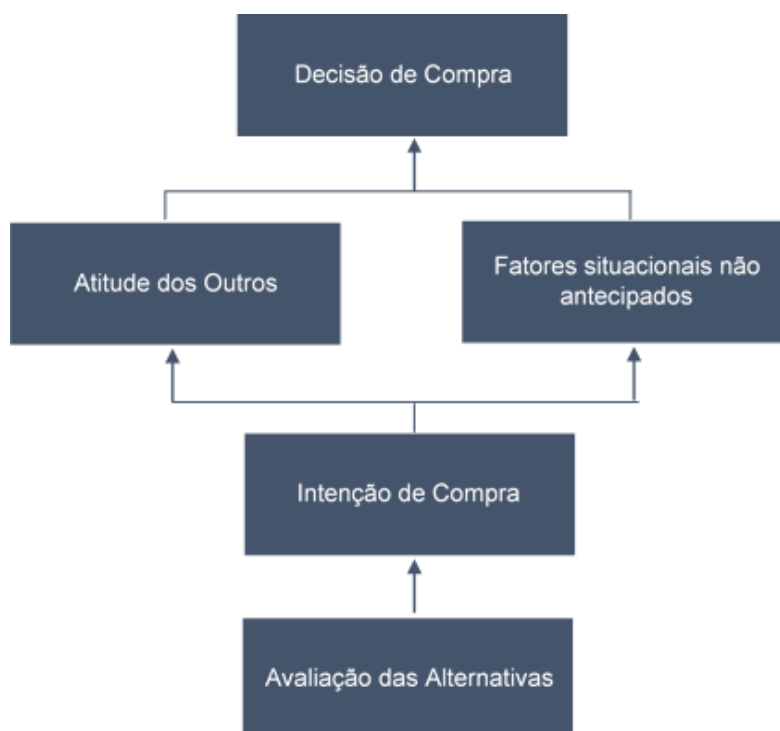 Decisão de Compra
Atitude dos Outros
Fatores situacionais não
antecipados
Intenção de Compra
Avaliação das Alternativas